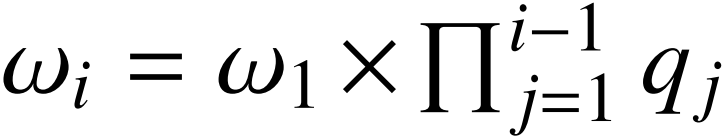 ωᵢ = ω₁ × ∏ⱼ₌₁ⁱ⁻¹ qⱼ